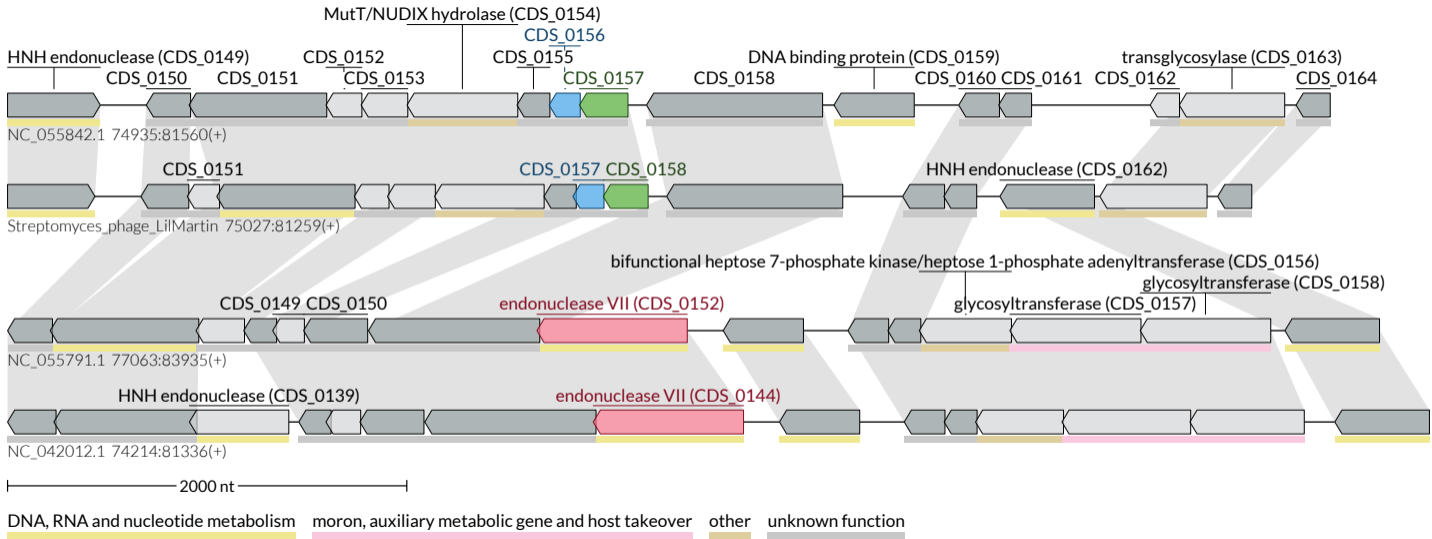 MutT/NUDIX hydrolase (CDS_0154)
CDS_0156
HNH endonuclease (CDS_0149) CDS_0152 CDS_0155 DNA binding protein (CDS_0159) transglycosylase (CDS_0163)
CDS_0150 CDS_0151 CDS_0153 CDS_0157 CDS_0158 CDS_0160 CDS_0161 CDS_0162 CDS_0164
NC_055842.1 74935:81560(+)
CDS_0151 CDS_0157 CDS_0158 HNH endonuclease (CDS_0162)
Streptomyces_phage_LilMartin 75027:81259(+)
bifunctional heptose 7-phosphate kinase/heptose 1-phosphate adenyltransferase (CDS_0156)
glycosyltransferase (CDS_0158)
CDS_0149 CDS_0150 endonuclease VII (CDS_0152) glycosyltransferase (CDS_0157)
NC_055791.1 77063:83935(+)
HNH endonuclease (CDS_0139) endonuclease VII (CDS_0144)
NC_042012.1 74214:81336(+)
2000 nt
DNA, RNA and nucleotide metabolism moron, auxiliary metabolic gene and host takeover other unknown function